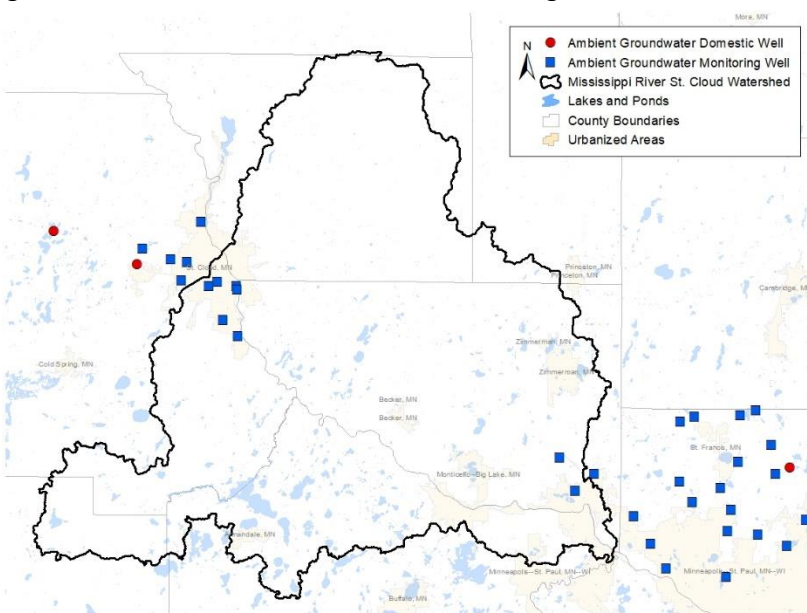 Mora, MN
N
Ambient Groundwater Domestic Well
Ambient Groundwater Monitoring Well
Mississippi River St. Cloud Watershed
Lakes and Ponds
County Boundaries
Urbanized Areas
St. Cloud, MN
Princeton, MN
Princeton, MN
Cambridge, MN
Zimmerman, MN
Cold Spring, MN
Zimmerman, MN
Becker, MN
Becker, MN
St. Francis, MN
Monticello--Big Lake, MN
Annandale, MN
Minneapolis--St. Paul, MN--WI
Minneapolis--St. Paul, MN--WI
Buffalo, MN